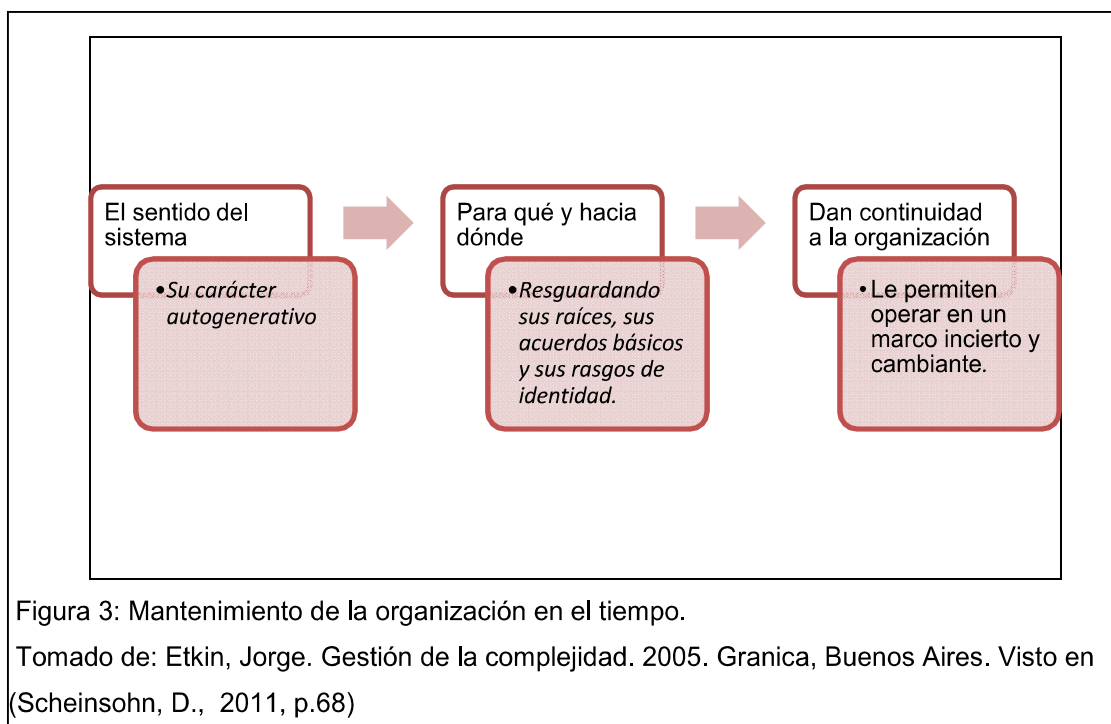 El sentido del
sistema
•Su carácter
autogenerativo
Para qué y hacia
dónde
•Resguardando
sus raíces, sus
acuerdos básicos
y sus rasgos de
identidad.
Dan continuidad
a la organización
•Le permiten
operar en un
marco incierto y
cambiante.
Figura 3: Mantenimiento de la organización en el tiempo.
Tomado de: Etkin, Jorge. Gestión de la complejidad. 2005. Granica, Buenos Aires. Visto en
(Scheinsohn, D., 2011, p.68)